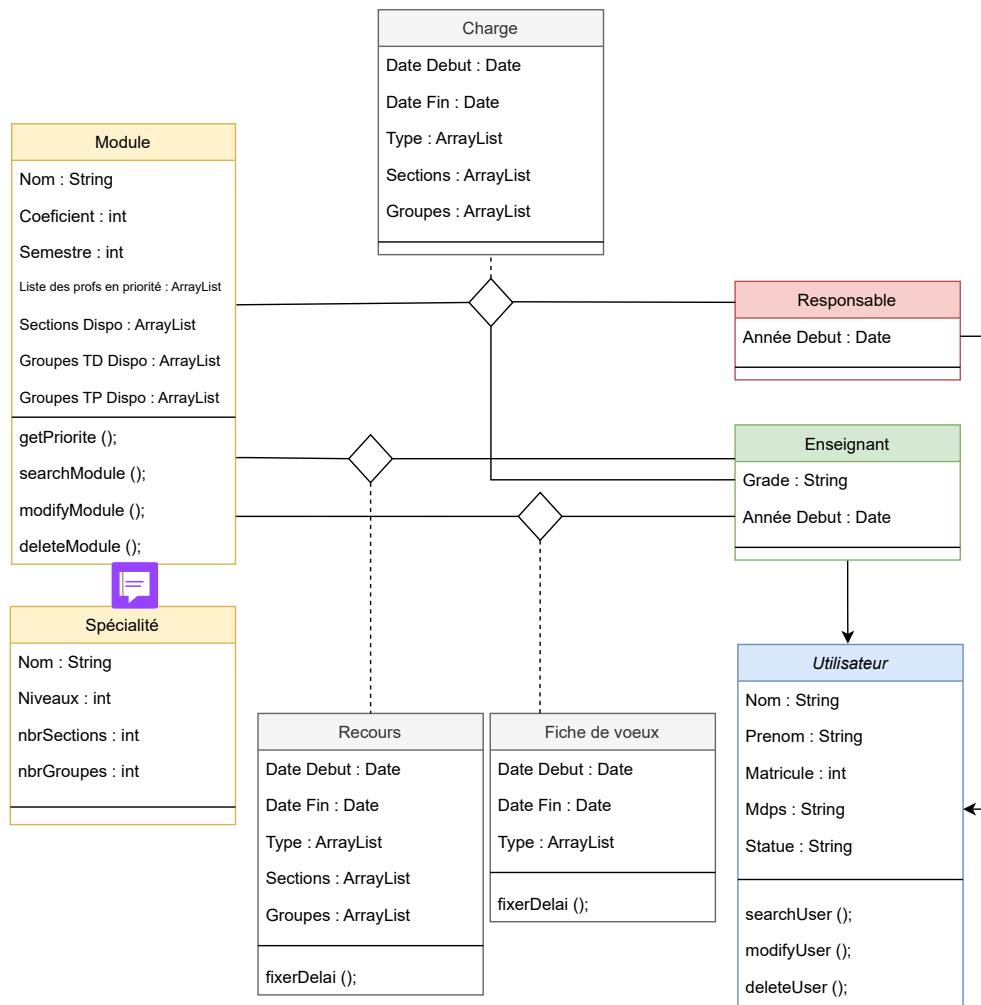 Charge
Date Debut : Date
Date Fin : Date
Type : ArrayList
Sections : ArrayList
Groupes : ArrayList
Module
Nom : String
Coeficient : int
Semestre : int
Liste des profs en priorité : ArrayList
Sections Dispo : ArrayList
Groupes TD Dispo : ArrayList
Groupes TP Dispo : ArrayList
getPriorite ();
searchModule ();
modifyModule ();
deleteModule ();
Responsable
Année Debut : Date
Enseignant
Grade : String
Année Debut : Date
Spécialité
Nom : String
Niveaux : int
nbrSections : int
nbrGroupes : int
Recours
Date Debut : Date
Date Fin : Date
Type : ArrayList
Sections : ArrayList
Groupes : ArrayList
fixerDelai ();
Fiche de voeux
Date Debut : Date
Date Fin : Date
Type : ArrayList
fixerDelai ();
Utilisateur
Nom : String
Prenom : String
Matricule : int
Mdps : String
Statue : String
searchUser ();
modifyUser ();
deleteUser ();